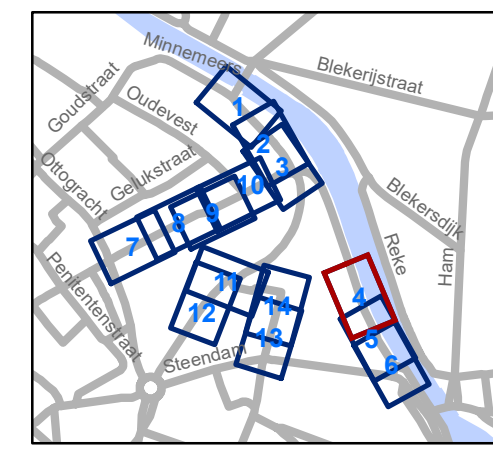 Minnemeers
Blekerijstraat
Goudstraat
Oudevest
1
2
Ottogracht
Gelukstraat
3
10
Blekersdijk
9
8
7
Reke
Ham
Penitentenstraat
11
4
14
12
13
5
Steendam
6